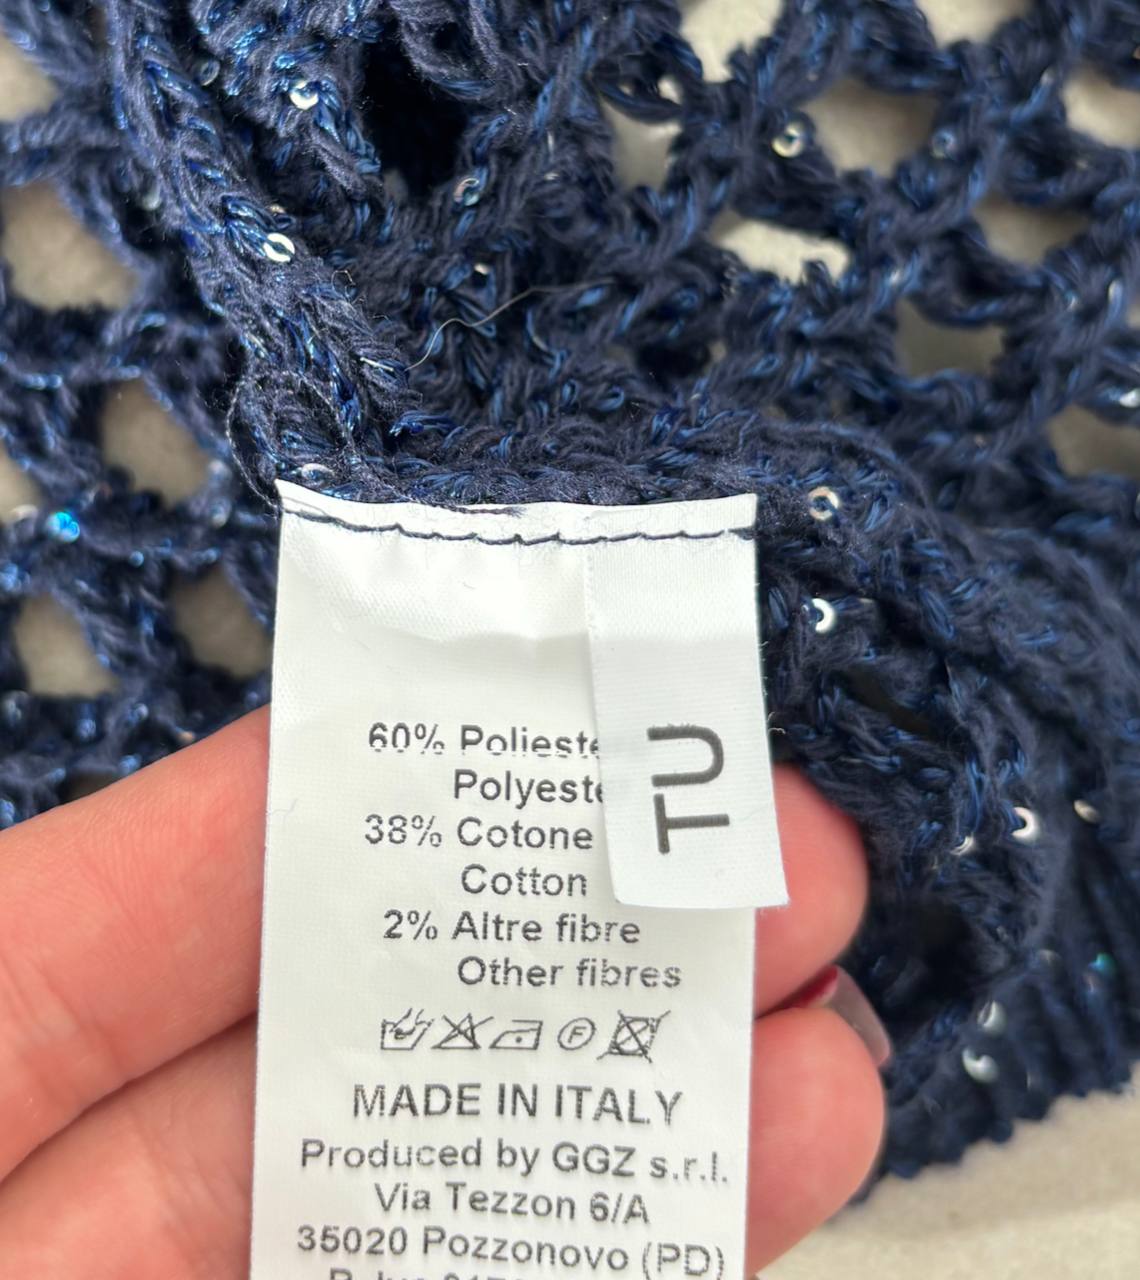 TU
60% Polieste
Polyeste
38% Cotone
Cotton
2% Altre fibre
Other fibres
F
MADE IN ITALY
Produced by GGZ s.r.l.
Via Tezzon 6/A
35020 Pozzonovo (PD)